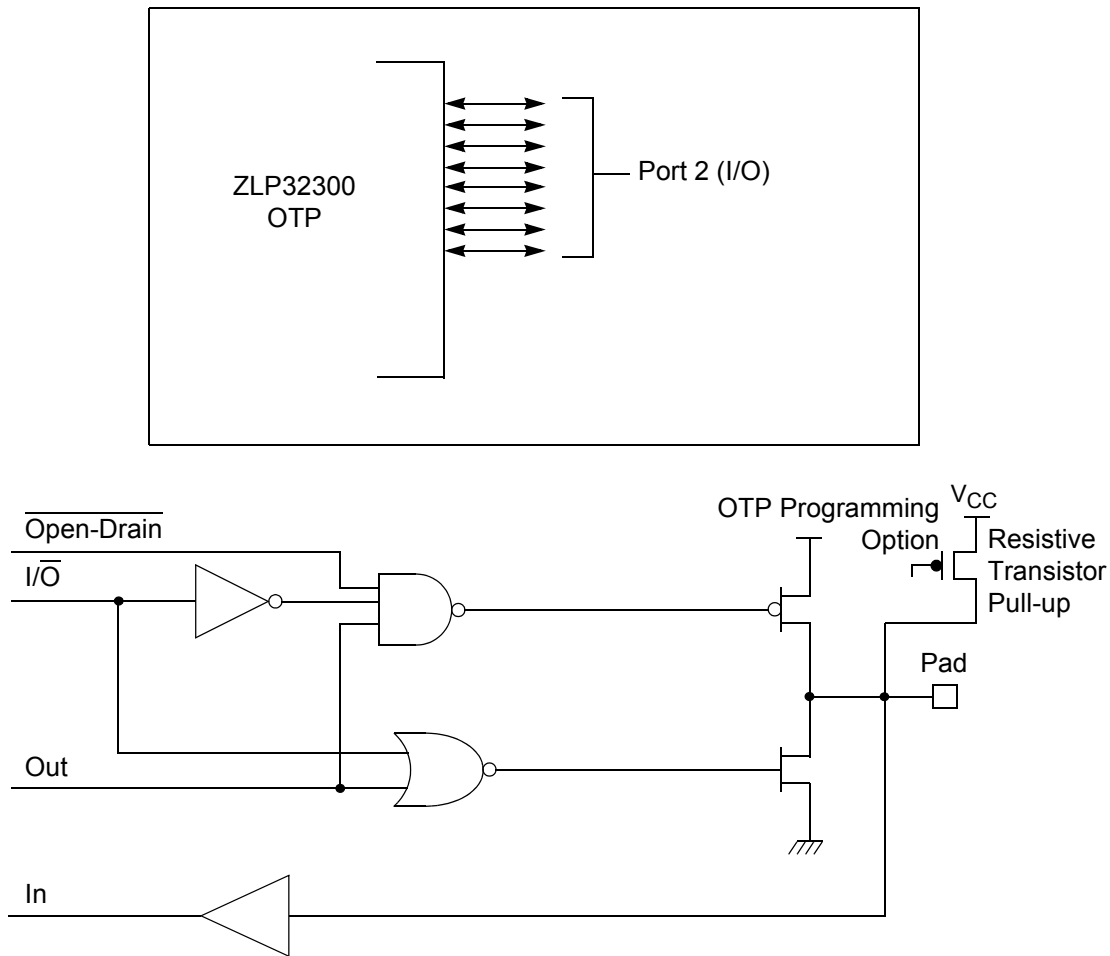 ZLP32300
OTP
Port 2 (I/O)
Open-Drain
I/O
OTP Programming
Option
VCC
Resistive
Transistor
Pull-up
Pad
Out
In